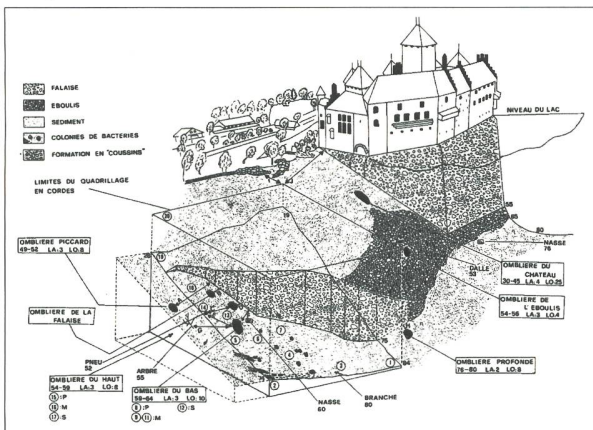 FALAISE
EBOULIS
SEDIMENT
COLONIES DE BACTERIES
FORMATION EN "COUSSINS"
NIVEAU DU LAC
LIMITES DU QUADRILLAGE
EN CORDES
OMBLIERE PICCARD
49-52 LA:3 LO:8
OMBLIERE DE LA
FALAISE
PNEU
52
ARBRE
55
OMBLIERE DU HAUT
54-59 LA:3 LO:6
:P
:M
:S
OMBLIERE DU BAS
59-64 LA:3 LO:10
:P
:S
:M
NASSE
60
BRANCHE
80
DALLE
53
NASSE
76
OMBLIERE DU
CHATEAU
30-45 LA:4 LO:25
OMBLIERE DE
L'EBOULIS
54-56 LA:3 LO:4
OMBLIERE PROFONDE
76-80 LA:2 LO:8